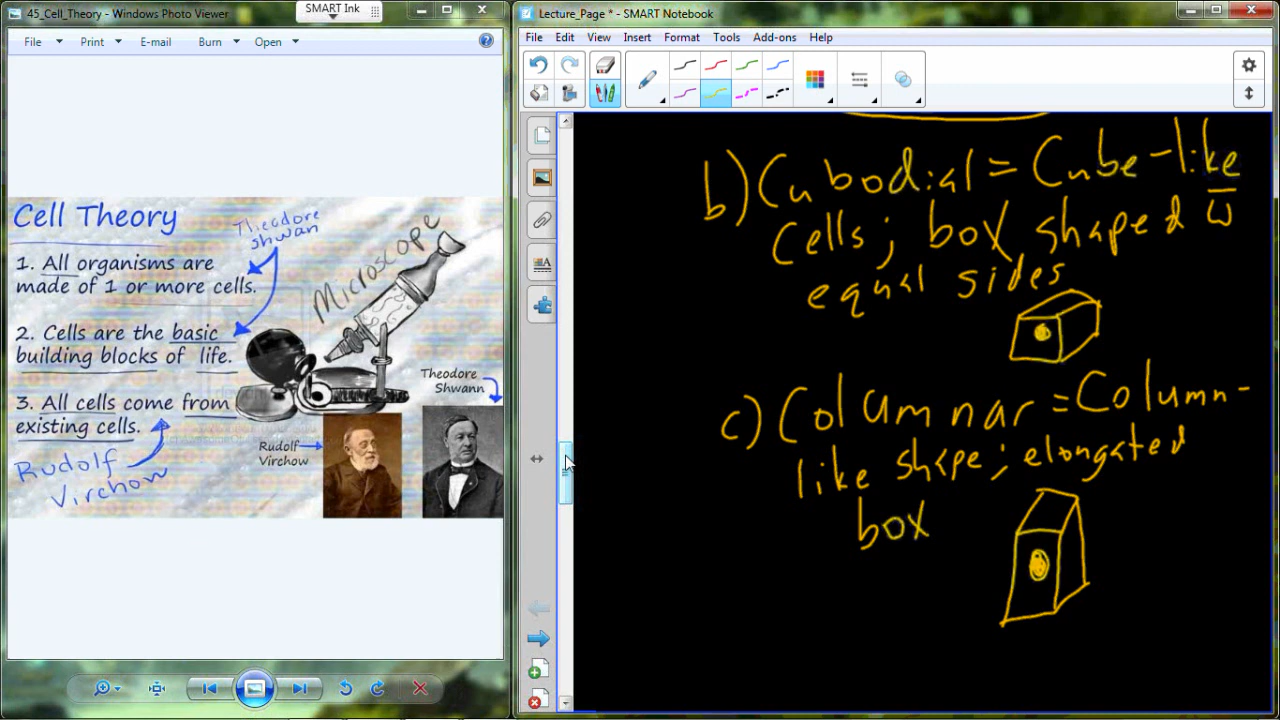 45_Cell_Theory - Windows Photo Viewer
SMART Ink
File Print E-mail Burn Open
Cell Theory
Theodore
shwan
1. All organisms are
made of 1 or more cells.
Microscope
2. Cells are the basic
building blocks of life.
Theodore
Shwann
3. All cells come from
existing cells.
Rudolf
Virchow
Rudolf
Virchow
Lecture_Page * - SMART Notebook
File Edit View Insert Format Tools Add-ons Help
b) Cubodial = Cube-like
Cells; box shaped w̅
equal sides
c) Columnar = Column-
like shape; elongated
box